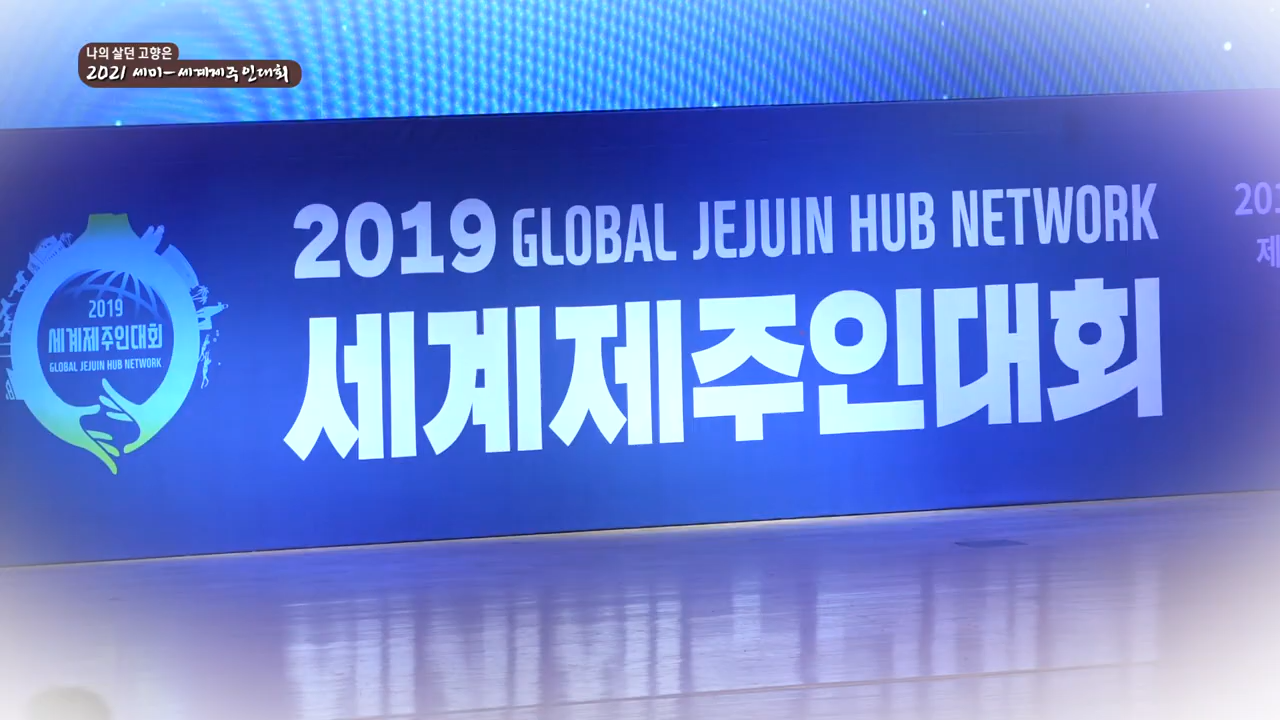 나의 살던 고향은
2021 세미-세계제주인대회
2019 GLOBAL JEJUIN HUB NETWORK
세계제주인대회
2019
세계제주인대회
GLOBAL JEJUIN HUB NETWORK
제